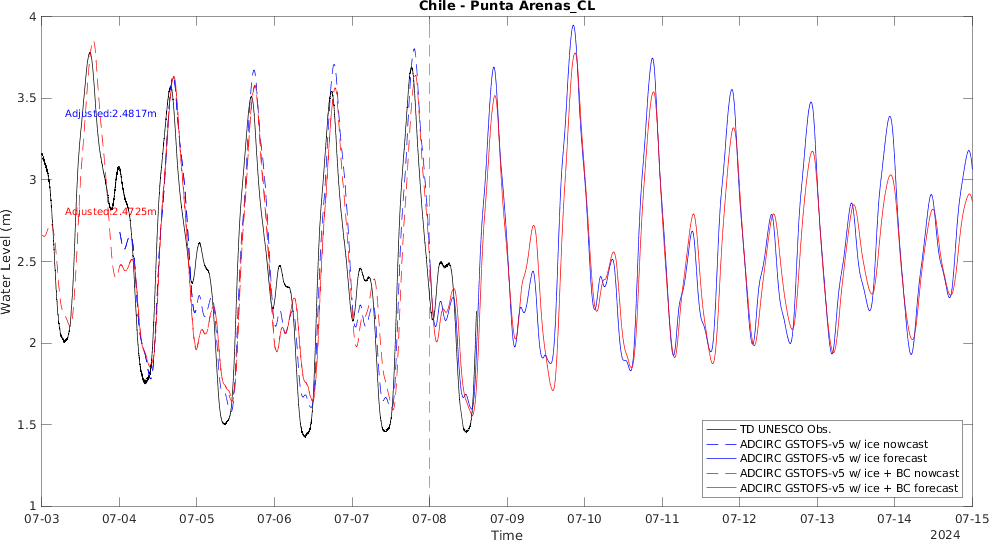 Chile - Punta Arenas_CL
Water Level (m)
4
3.5
3
2.5
2
1.5
1
Adjusted:2.4817m
Adjusted:2.4725m
TD UNESCO Obs.
ADCIRC GSTOFS-v5 w/ ice nowcast
ADCIRC GSTOFS-v5 w/ ice forecast
ADCIRC GSTOFS-v5 w/ ice + BC nowcast
ADCIRC GSTOFS-v5 w/ ice + BC forecast
07-03 07-04 07-05 07-06 07-07 07-08 07-09 07-10 07-11 07-12 07-13 07-14 07-15
Time
2024